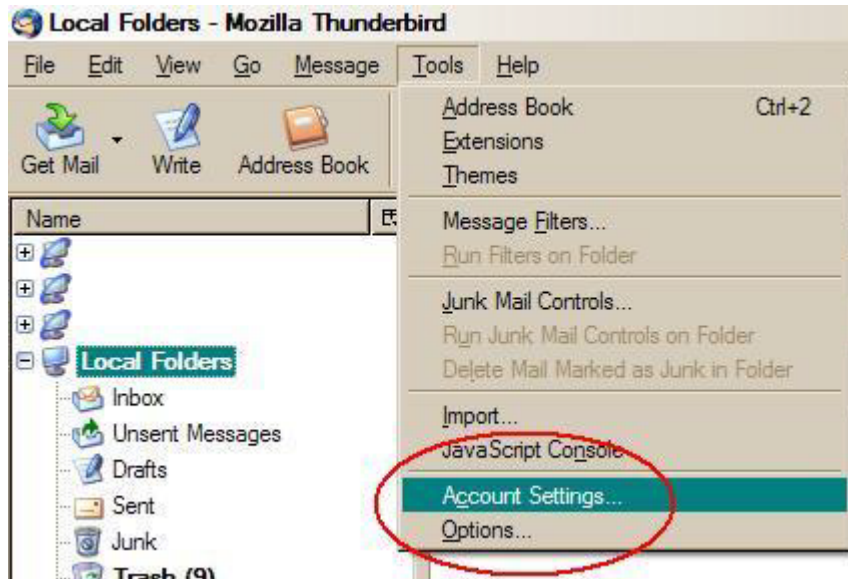 Local Folders - Mozilla Thunderbird
File Edit View Go Message Tools Help
Get Mail Write Address Book
Address Book Ctrl+2
Extensions
Themes
Message Filters...
Run Filters on Folder
Junk Mail Controls...
Run Junk Mail Controls on Folder
Delete Mail Marked as Junk in Folder
Import...
JavaScript Console
Account Settings...
Options...
Name
Local Folders
Inbox
Unsent Messages
Drafts
Sent
Junk
Trash (9)